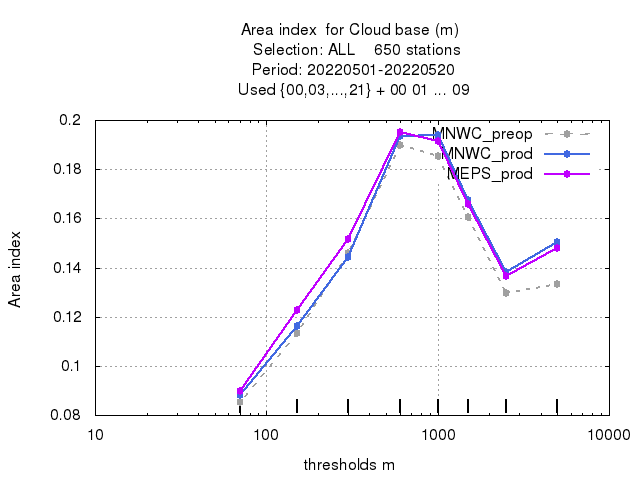 Area index  for Cloud base (m)
Selection: ALL    650 stations
Period: 20220501-20220520
Used {00,03,...,21} + 00 01 ... 09
0.2
0.18
0.16
0.14
0.12
0.1
0.08
Area index
MNWC_preop
MNWC_prod
MEPS_prod
10
100
1000
10000
thresholds m